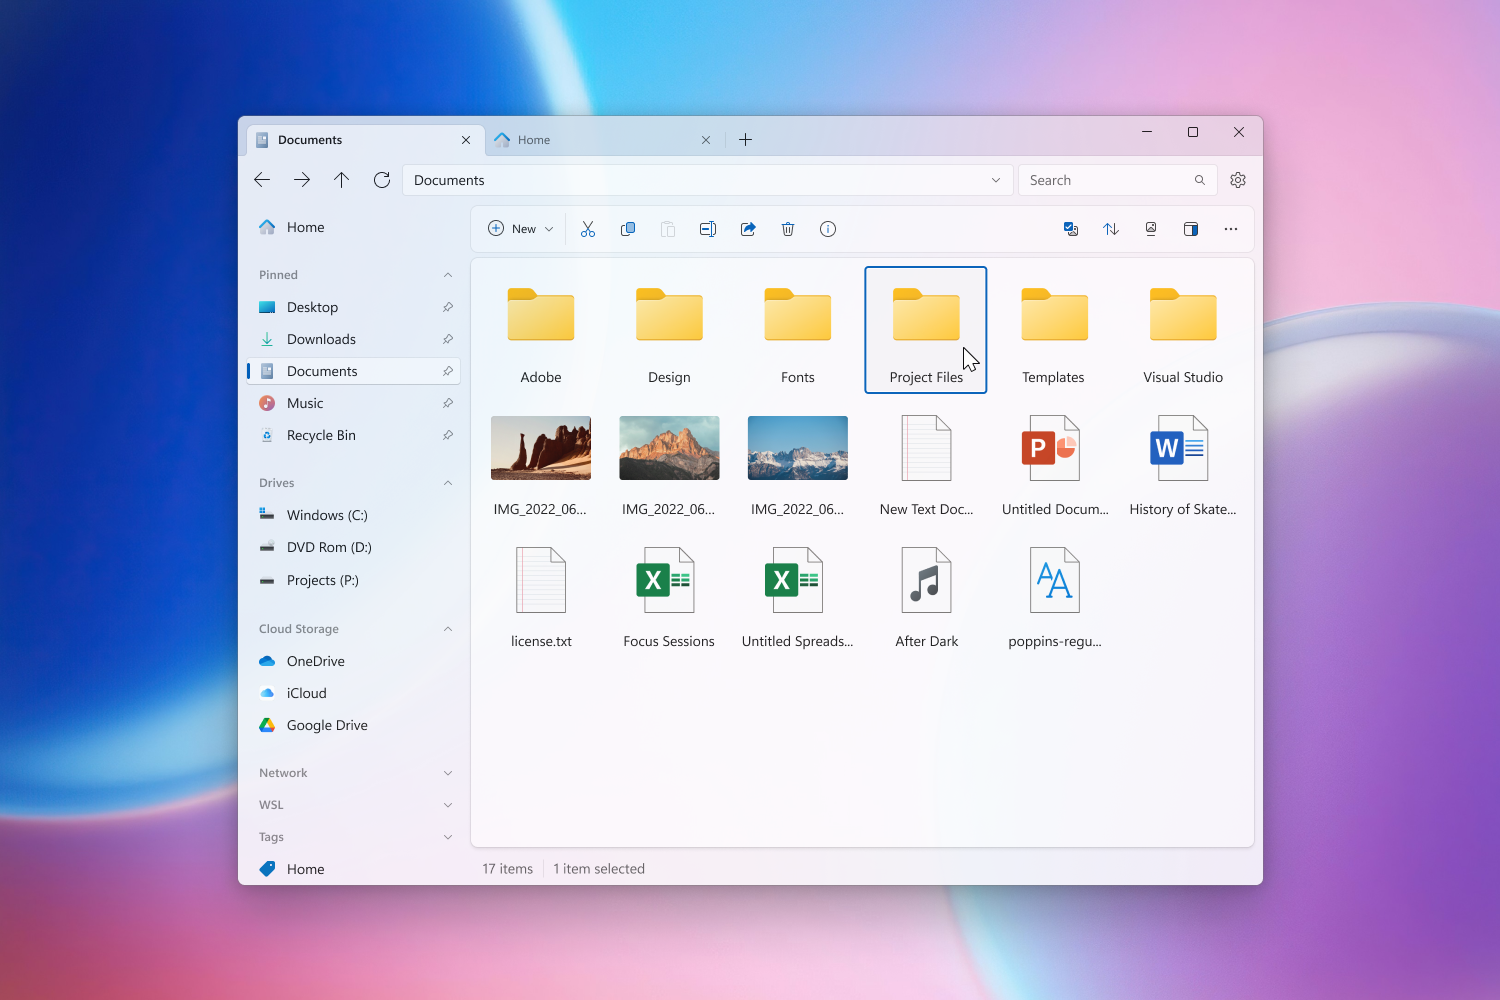 Documents
Home
Documents
Search
Home
New
Pinned
Desktop
Downloads
Documents
Music
Recycle Bin
Drives
Windows (C:)
DVD Rom (D:)
Projects (P:)
Cloud Storage
OneDrive
iCloud
Google Drive
Network
WSL
Tags
Home
Adobe
Design
Fonts
Project Files
Templates
Visual Studio
IMG_2022_06...
IMG_2022_06...
IMG_2022_06...
New Text Doc...
P
Untitled Docum...
W
History of Skate...
license.txt
X
Focus Sessions
X
Untitled Spreads...
After Dark
AA
poppins-regu...
17 items
1 item selected